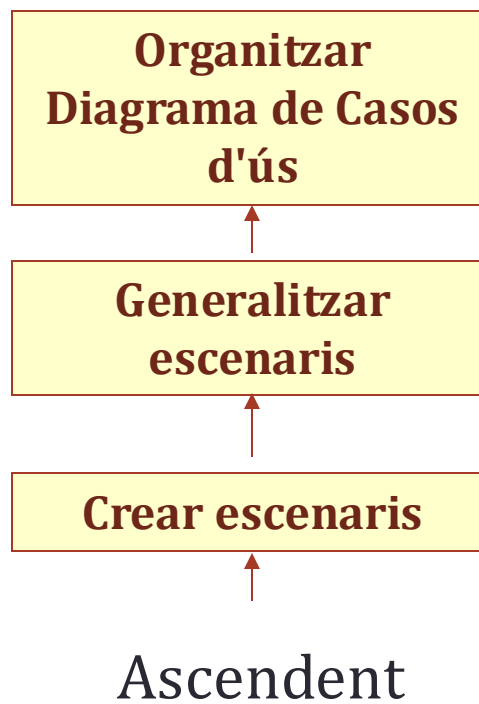 Organitzar
Diagrama de Casos
d'ús
Generalitzar
escenaris
Crear escenaris
Ascendent